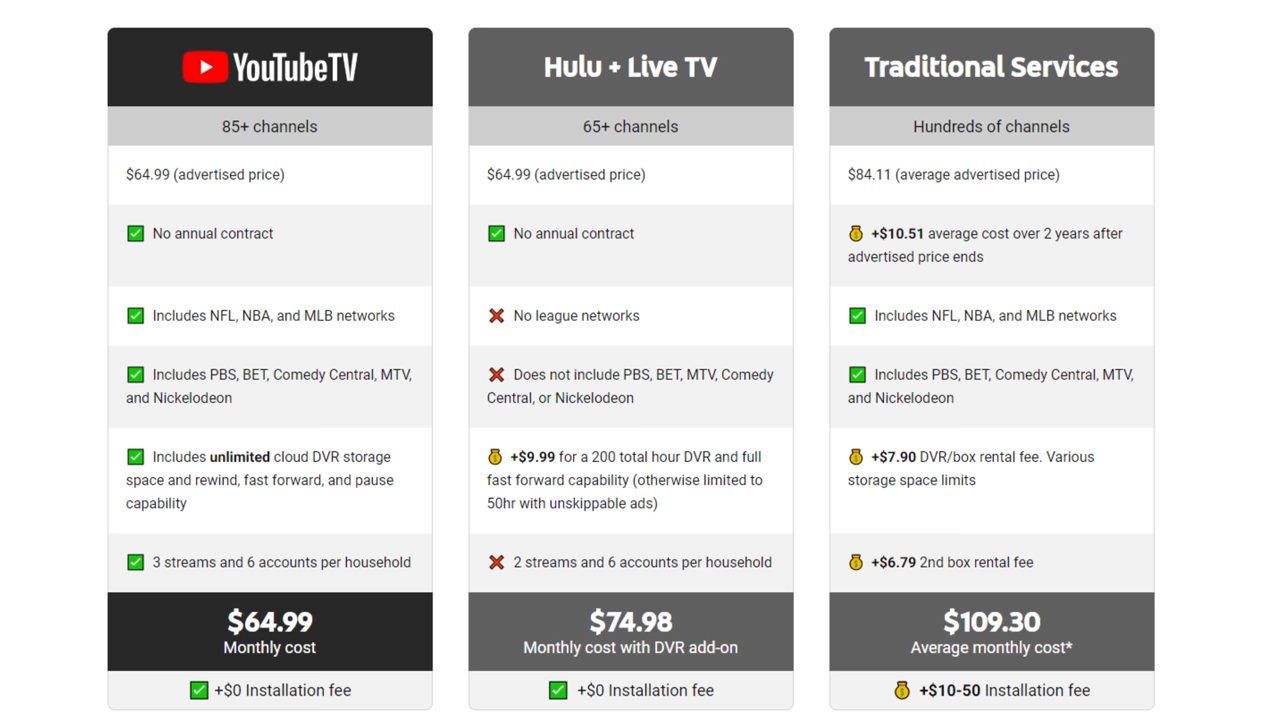 YouTubeTV
85+ channels
$64.99 (advertised price)
No annual contract
Includes NFL, NBA, and MLB networks
Includes PBS, BET, Comedy Central, MTV,
and Nickelodeon
Includes unlimited cloud DVR storage
space and rewind, fast forward, and pause
capability
3 streams and 6 accounts per household
$64.99
Monthly cost
+$0 Installation fee
Hulu + Live TV
65+ channels
$64.99 (advertised price)
No annual contract
No league networks
Does not include PBS, BET, MTV, Comedy
Central, or Nickelodeon
+$9.99 for a 200 total hour DVR and full
fast forward capability (otherwise limited to
50hr with unskippable ads)
2 streams and 6 accounts per household
$74.98
Monthly cost with DVR add-on
+$0 Installation fee
Traditional Services
Hundreds of channels
$84.11 (average advertised price)
+$10.51 average cost over 2 years after
advertised price ends
Includes NFL, NBA, and MLB networks
Includes PBS, BET, Comedy Central, MTV,
and Nickelodeon
+$7.90 DVR/box rental fee. Various
storage space limits
+$6.79 2nd box rental fee
$109.30
Average monthly cost*
+$10-50 Installation fee